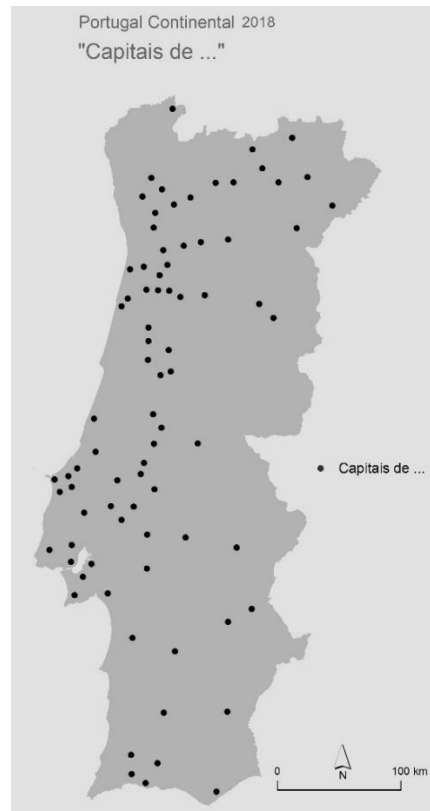 Portugal Continental 2018
"Capitais de ..."
Capitais de ...
N
0 100 km